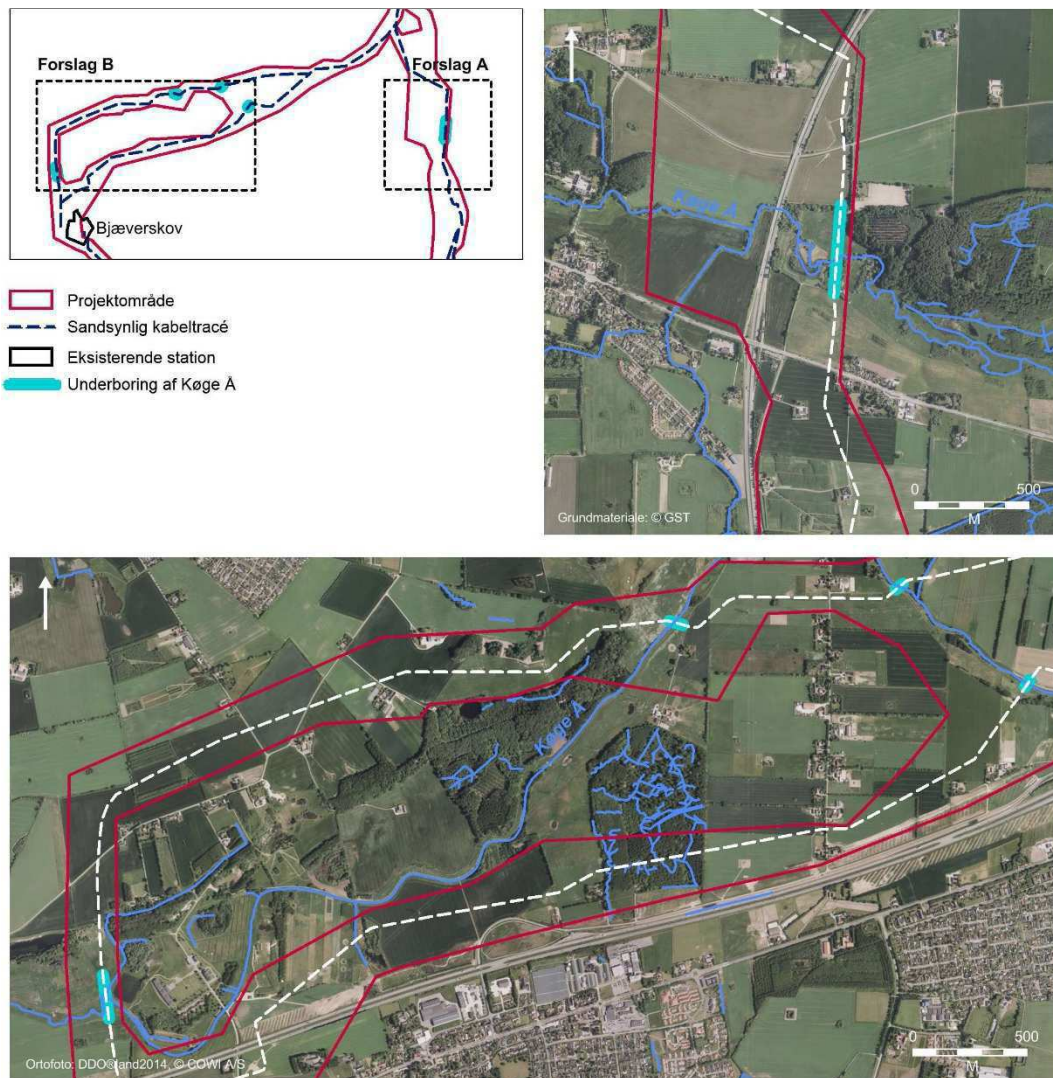 Forslag B
Forslag A
Bjæverskov
Projektområde
Sandsynlig kabeltracé
Eksisterende station
Underboring af Køge Å
Køge Å
0 500
M
Grundmateriale: © GST
Køge Å
0 500
M
Ortofoto: DDO®land2014, © COWI A/S